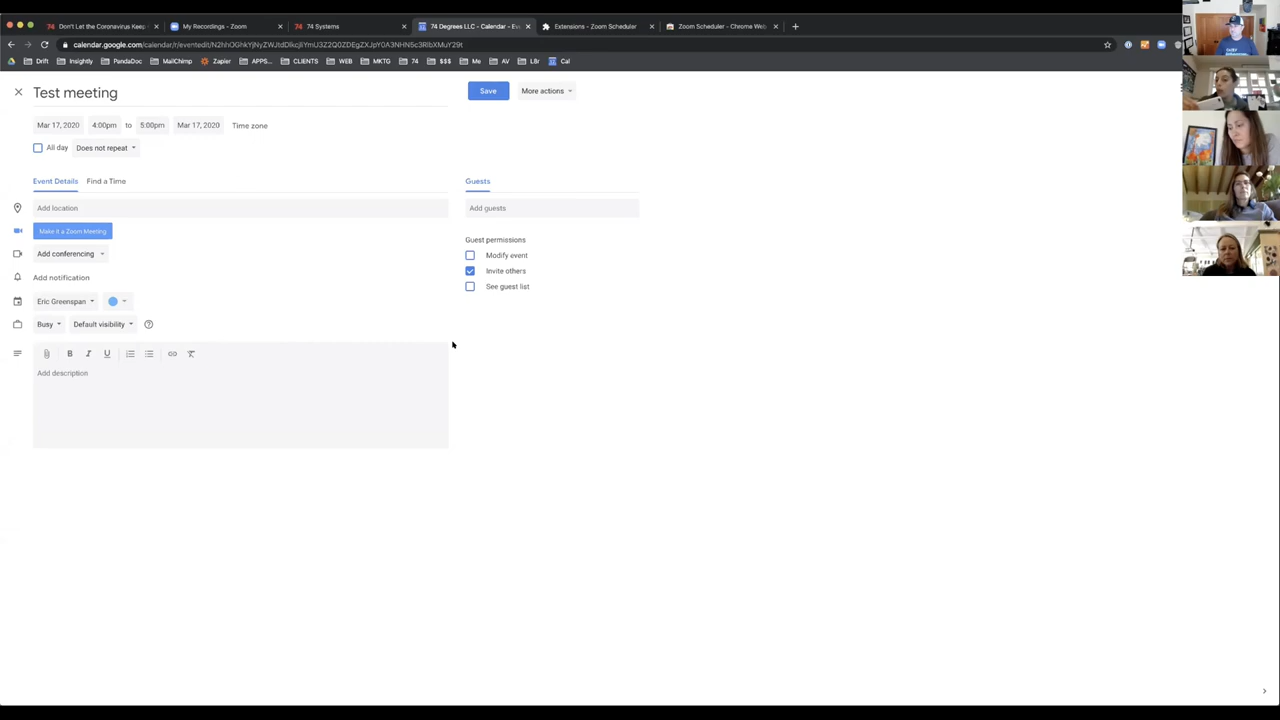 Don't Let the Coronavirus Keep
My Recordings - Zoom
74 Systems
74 Degrees LLC - Calendar - Eve
Extensions - Zoom Scheduler
Zoom Scheduler - Chrome Web
Drift
Insightly
PandaDoc
MailChimp
Zapier
APPS...
CLIENTS
WEB
MKTG
74
$$$
Me
AV
LBr
Cal
Test meeting
Save
More actions
Mar 17, 2020 4:00pm to 5:00pm Mar 17, 2020 Time zone
All day Does not repeat
Event Details Find a Time
Guests
Add location
Add guests
Make it a Zoom Meeting
Guest permissions
Add conferencing
Modify event
Invite others
Add notification
See guest list
Eric Greenspan
Busy Default visibility
Add description